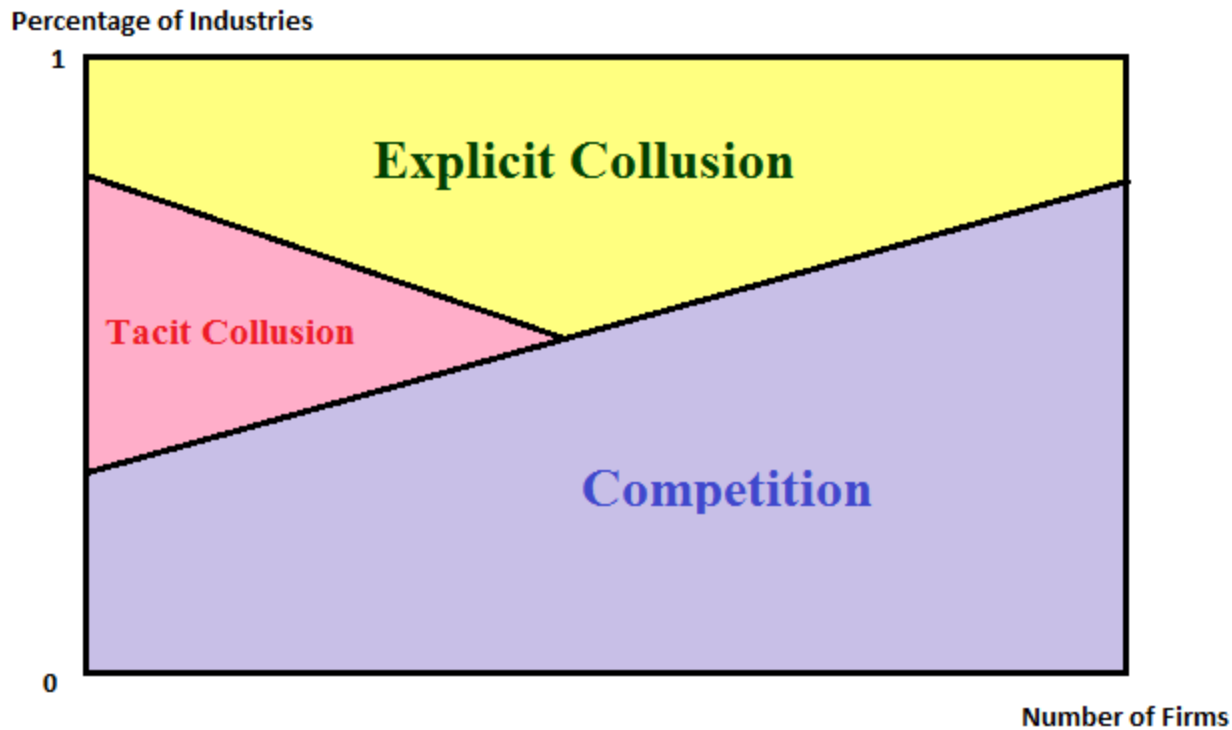 Percentage of Industries
1
Explicit Collusion
Tacit Collusion
Competition
0
Number of Firms